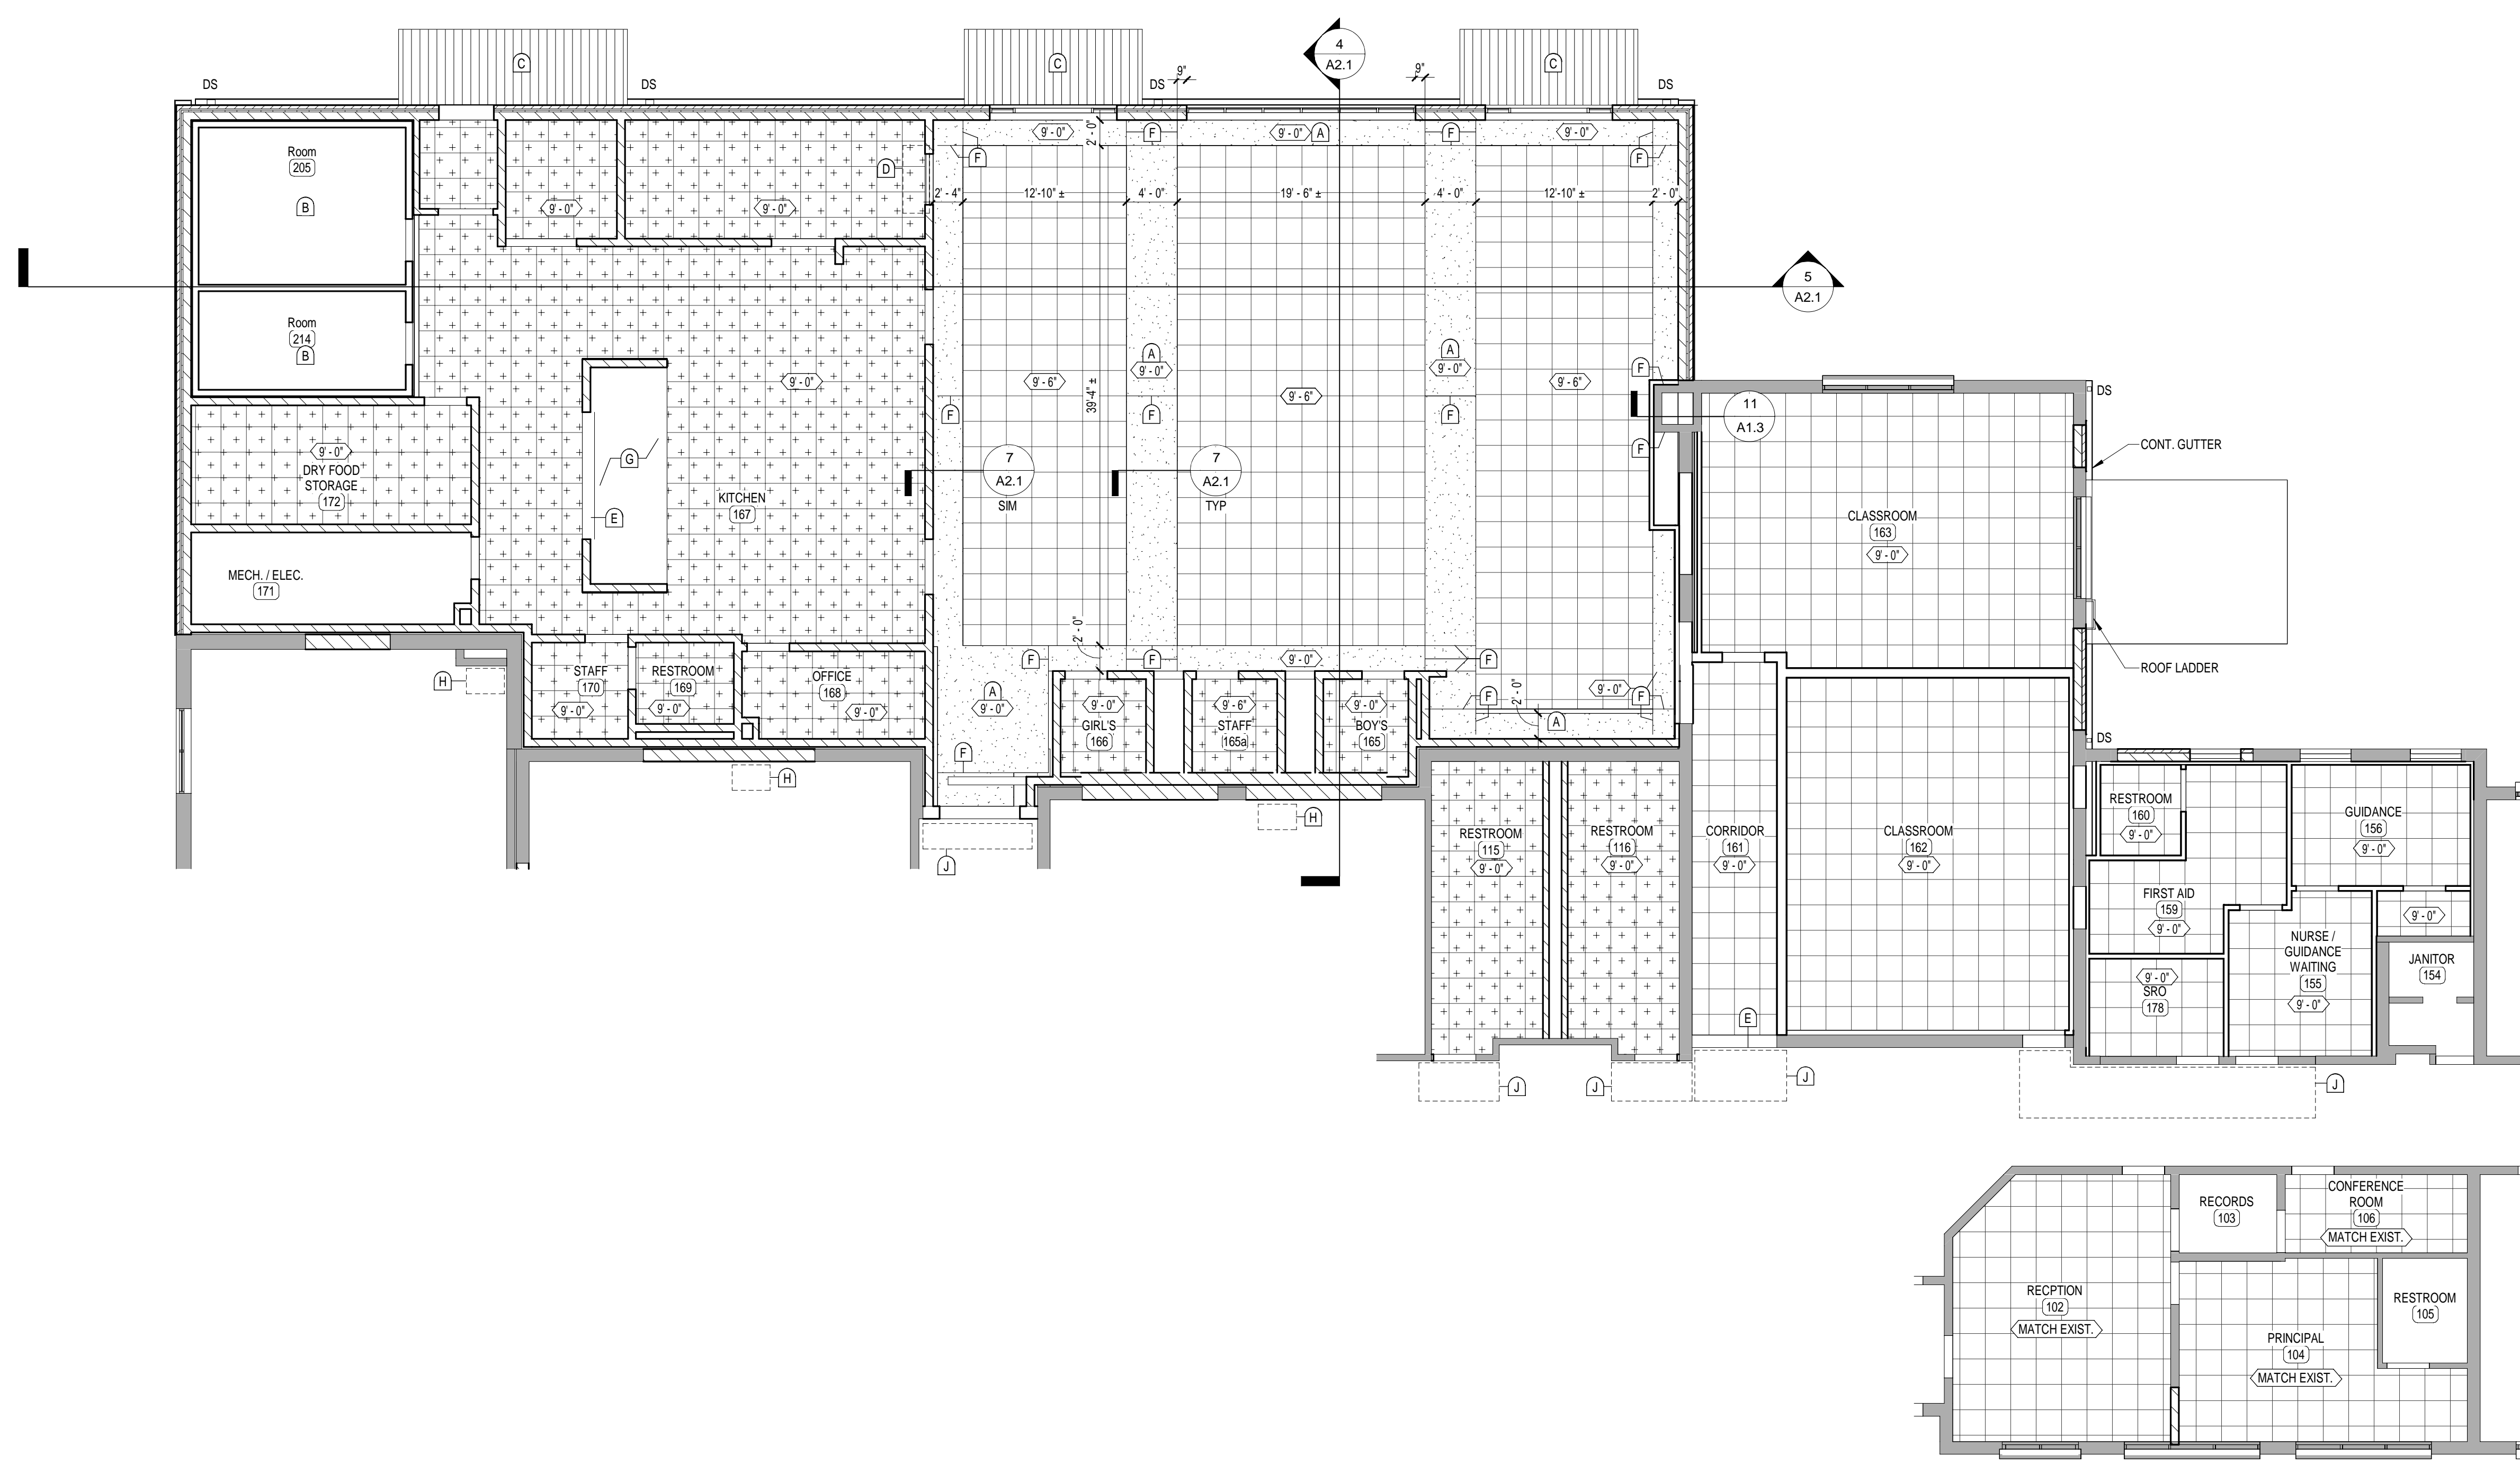 4
A2.1
9"
9"
C
C
C
DS
DS
DS
DS
9' - 0"
F
9' - 0"
A
F
9' - 0"
2' - 0"
Room
205
B
D
F
F
2' - 4"
12'-10" ±
4' - 0"
19' - 6" ±
4' - 0"
12'-10" ±
2' - 0"
9' - 0"
9' - 0"
5
A2.1
Room
214
B
9' - 0"
9' - 6"
39'-4" ±
A
9' - 0"
9' - 6"
A
9' - 0"
9' - 6"
F
F
F
F
F
11
A1.3
DS
CONT. GUTTER
9' - 0"
DRY FOOD
STORAGE
172
G
E
KITCHEN
167
7
A2.1
SIM
7
A2.1
TYP
CLASSROOM
163
9' - 0"
MECH. / ELEC.
171
2' - 0"
F
F
9' - 0"
F
ROOF LADDER
H
STAFF
170
9' - 0"
RESTROOM
169
9' - 0"
OFFICE
168
9' - 0"
A
9' - 0"
9' - 0"
GIRL'S
166
9' - 6"
STAFF
165a
9' - 0"
BOY'S
165
F
2' - 0"
9' - 0"
F
A
DS
F
H
H
J
RESTROOM
115
9' - 0"
RESTROOM
116
9' - 0"
CORRIDOR
161
9' - 0"
CLASSROOM
162
9' - 0"
RESTROOM
160
9' - 0"
GUIDANCE
156
9' - 0"
FIRST AID
159
9' - 0"
9' - 0"
NURSE /
GUIDANCE
WAITING
155
9' - 0"
JANITOR
154
9' - 0"
SRO
178
E
J
J
J
J
RECORDS
103
CONFERENCE
ROOM
106
MATCH EXIST.
RECPTION
102
MATCH EXIST.
PRINCIPAL
104
MATCH EXIST.
RESTROOM
105